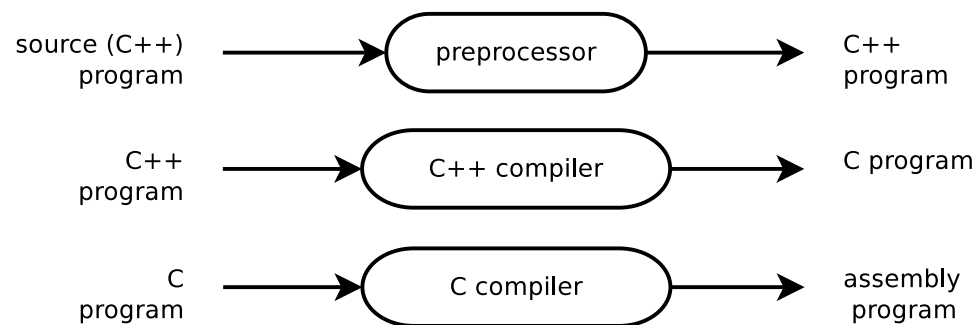 source (C++)
program
preprocessor
C++
program
C++
program
C++ compiler
C program
C
program
C compiler
assembly
program